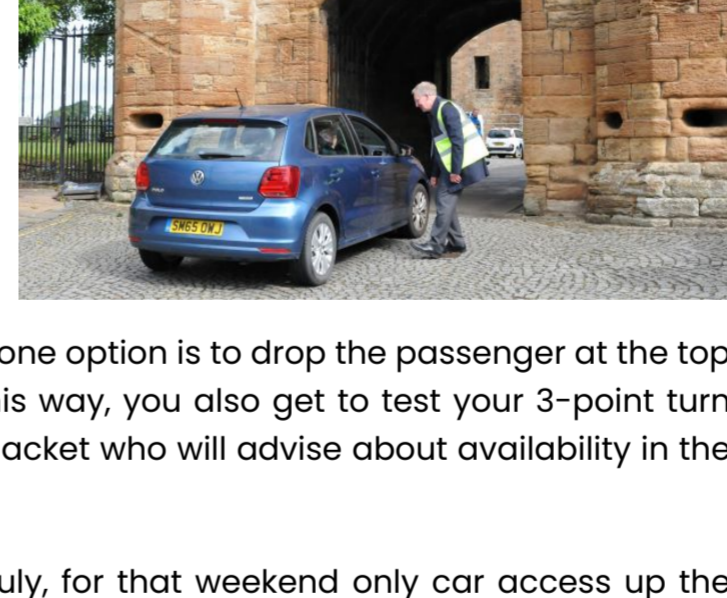 SM65 OWJ
one option is to drop the passenger at the top
his way, you also get to test your 3-point turn
acket who will advise about availability in the
uly, for that weekend only car access up the